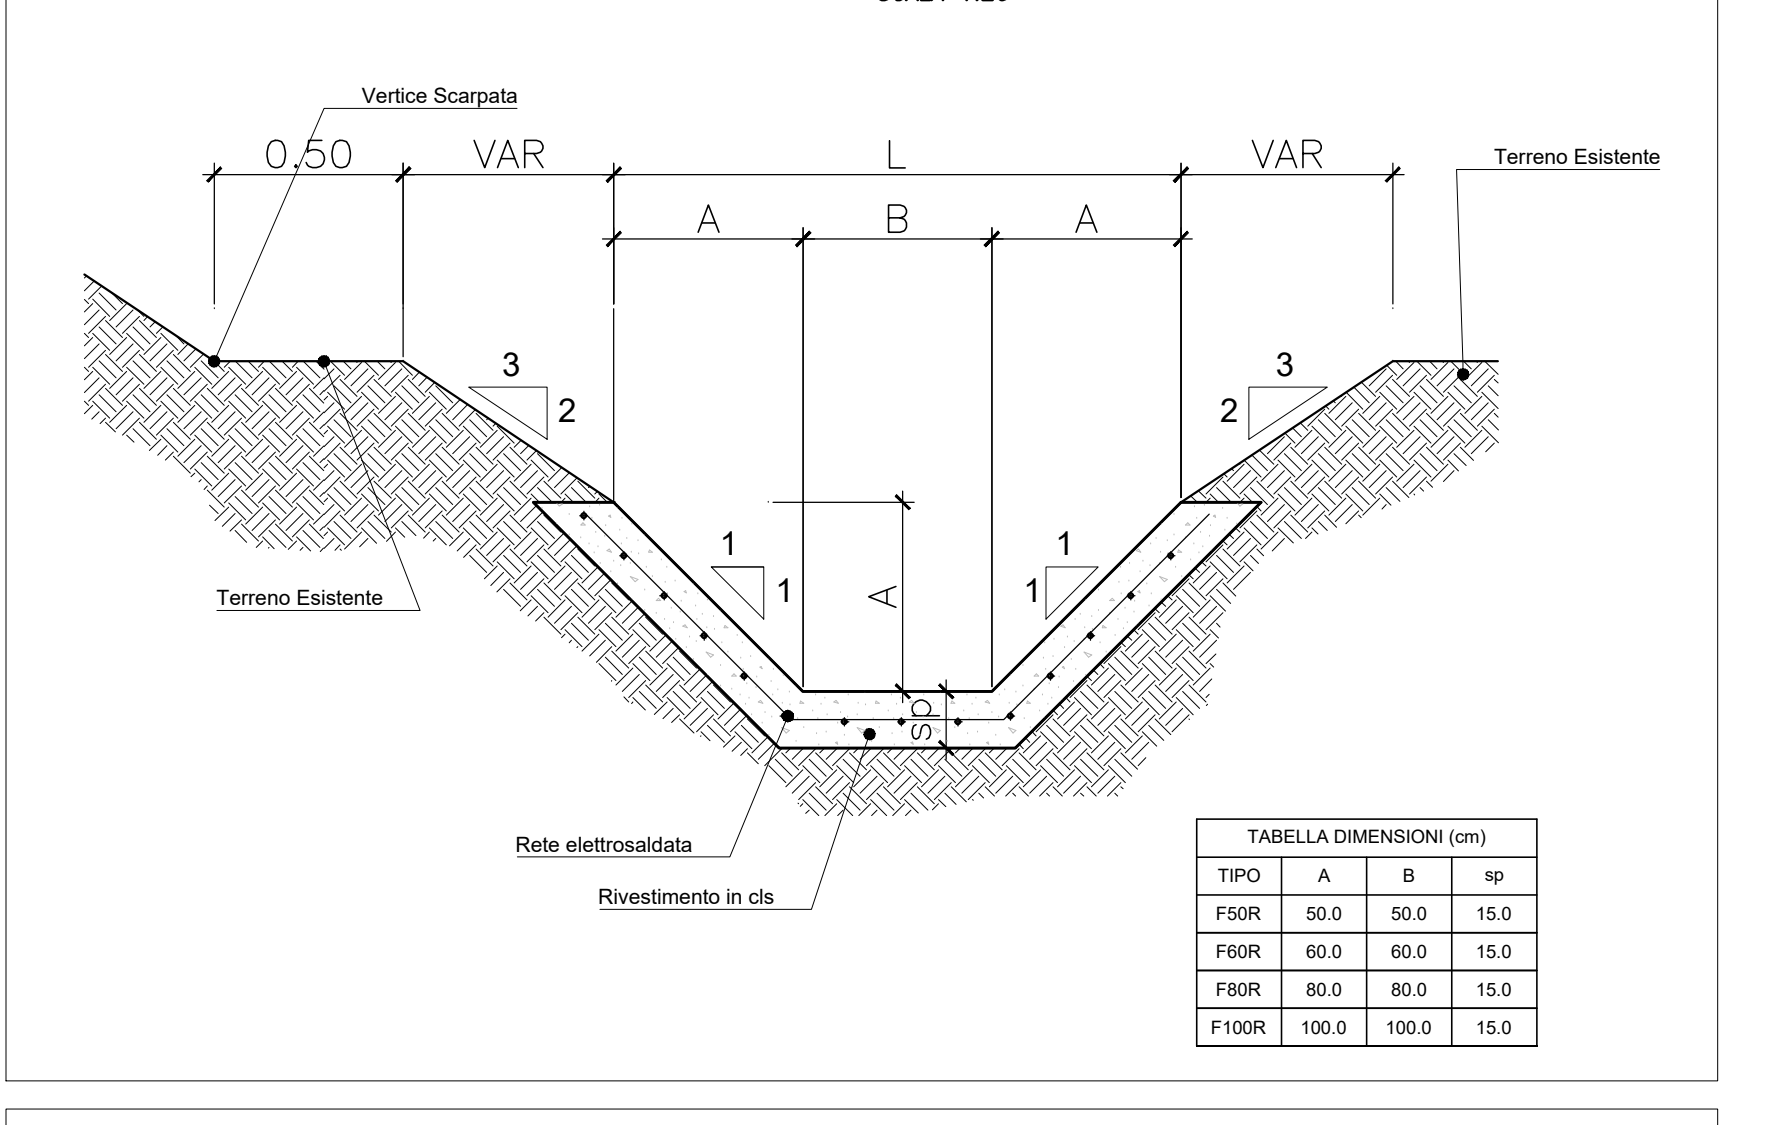 Vertice Scarpata
0.50
VAR
L
VAR
Terreno Esistente
A
B
A
3
2
3
2
1
1
1
1
A
sp
Terreno Esistente
Rete elettrosaldata
Rivestimento in cls
TABELLA DIMENSIONI (cm)
TIPO A B sp
F50R 50.0 50.0 15.0
F60R 60.0 60.0 15.0
F80R 80.0 80.0 15.0
F100R 100.0 100.0 15.0